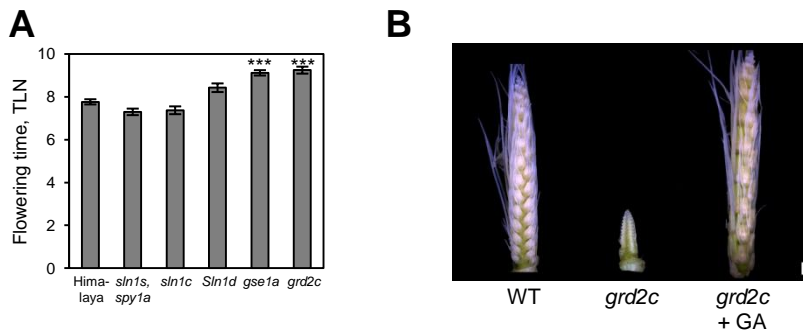 A
B
Flowering time, TLN
10
8
6
4
2
0
*** ***
Hima-
laya
sln1s,
spy1a
sln1c
Sln1d
gse1a
grd2c
WT
grd2c
grd2c
+ GA